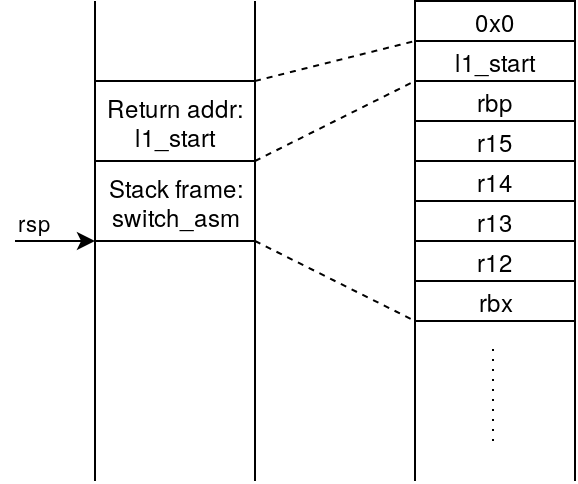 Return addr:
l1_start
Stack frame:
switch_asm
rsp
0x0
l1_start
rbp
r15
r14
r13
r12
rbx